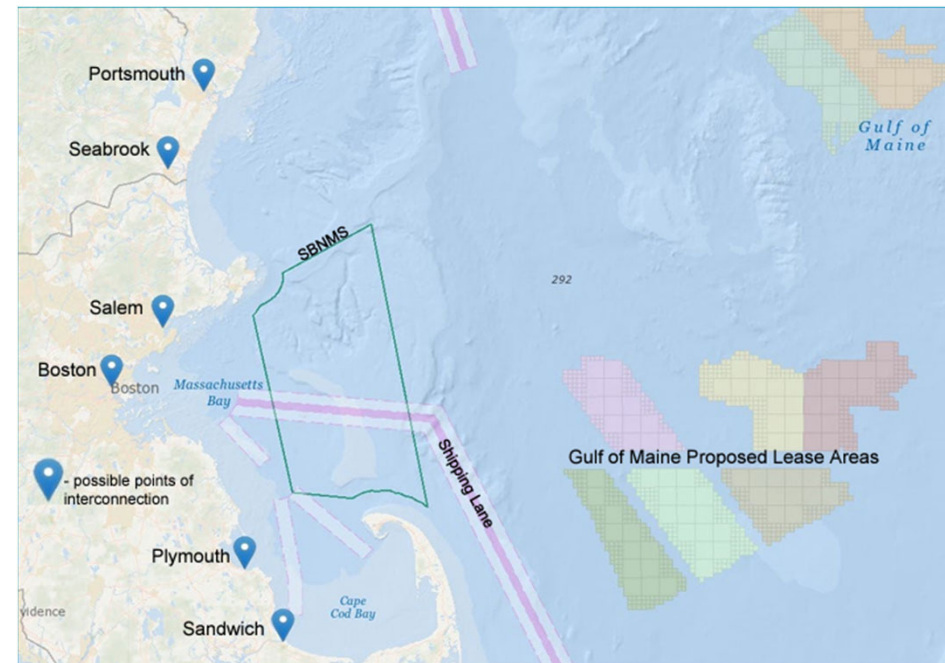 Portsmouth
Seabrook
Gulf of
Maine
SBNMS
292
Salem
Boston
Boston
Massachusetts
Bay
Shipping Lane
Gulf of Maine Proposed Lease Areas
- possible points of
interconnection
Plymouth
Cape
Cod Bay
vidence
Sandwich